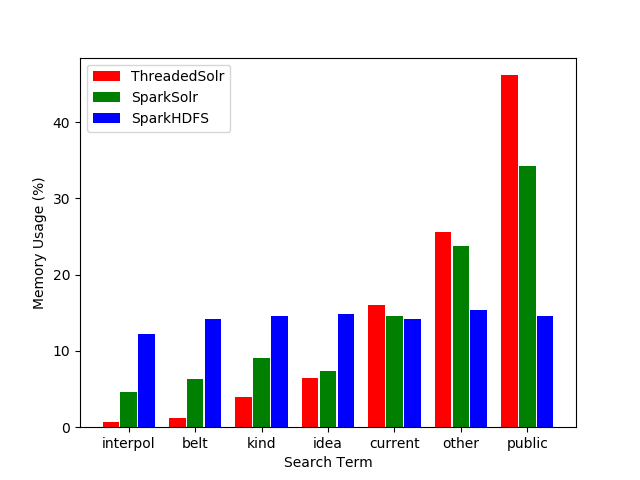 ThreadedSolr
SparkSolr
SparkHDFS
Memory Usage (%)
40
30
20
10
0
interpol belt kind idea current other public
Search Term